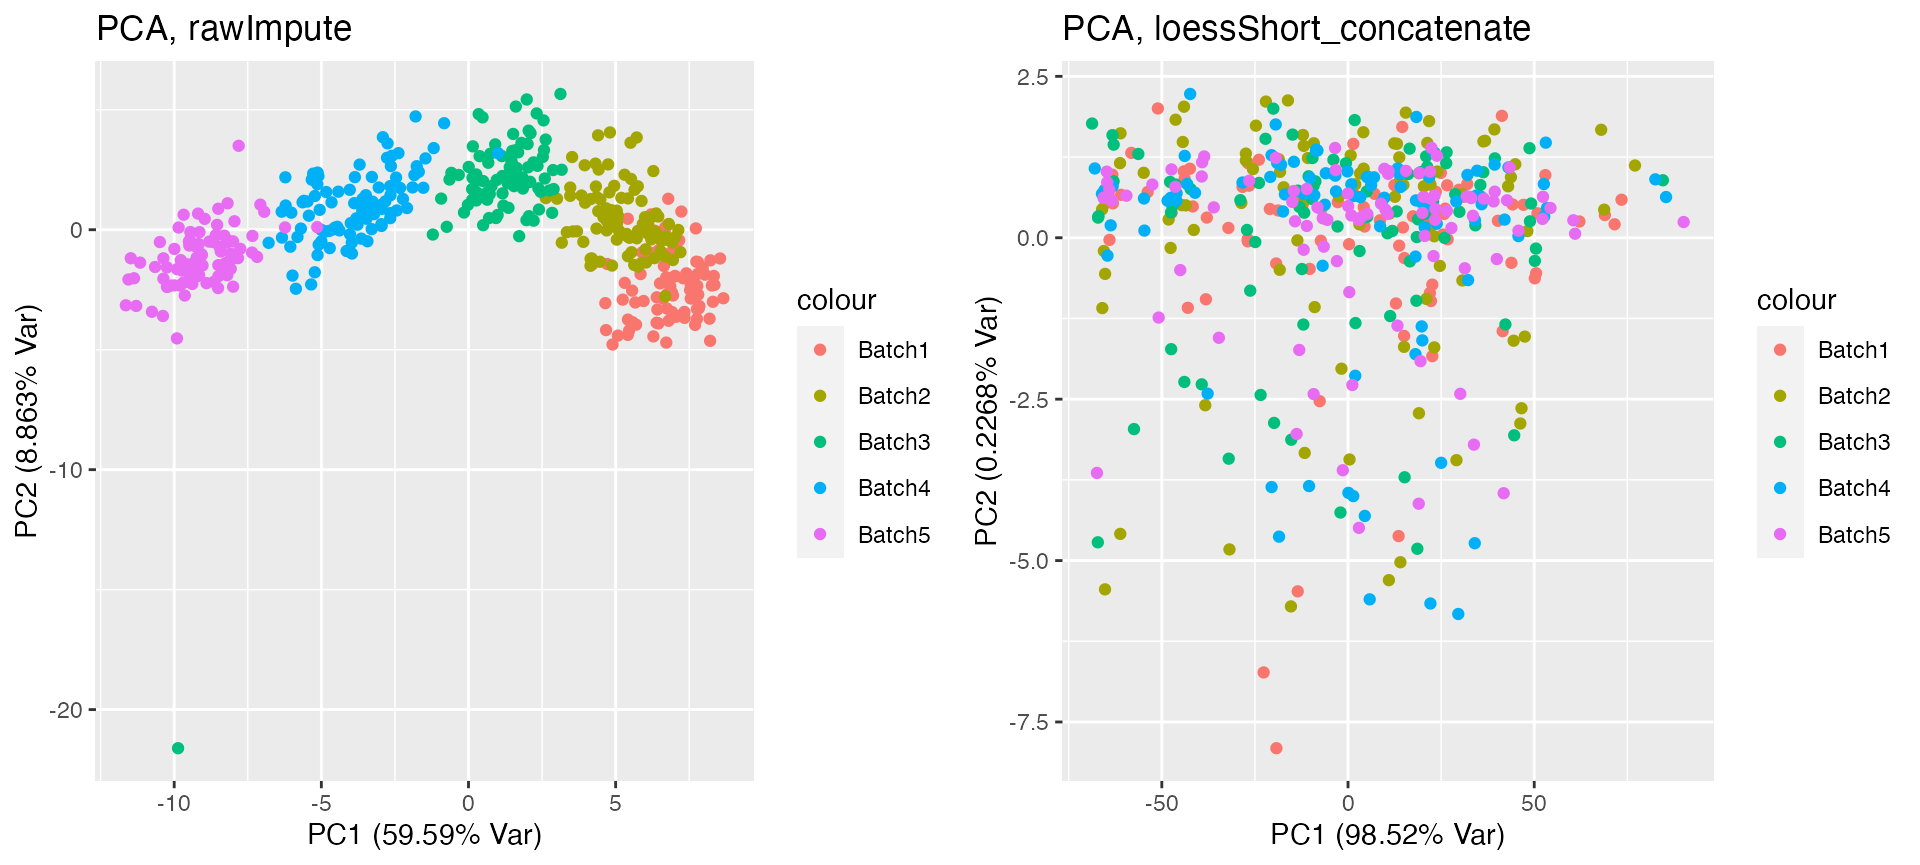 PCA, rawImpute
0
-10
-20
PC2 (8.863% Var)
-10
-5
0
5
PC1 (59.59% Var)
colour
Batch1
Batch2
Batch3
Batch4
Batch5
PCA, loessShort_concatenate
2.5
0.0
-2.5
-5.0
-7.5
PC2 (0.2268% Var)
-50
0
50
PC1 (98.52% Var)
colour
Batch1
Batch2
Batch3
Batch4
Batch5